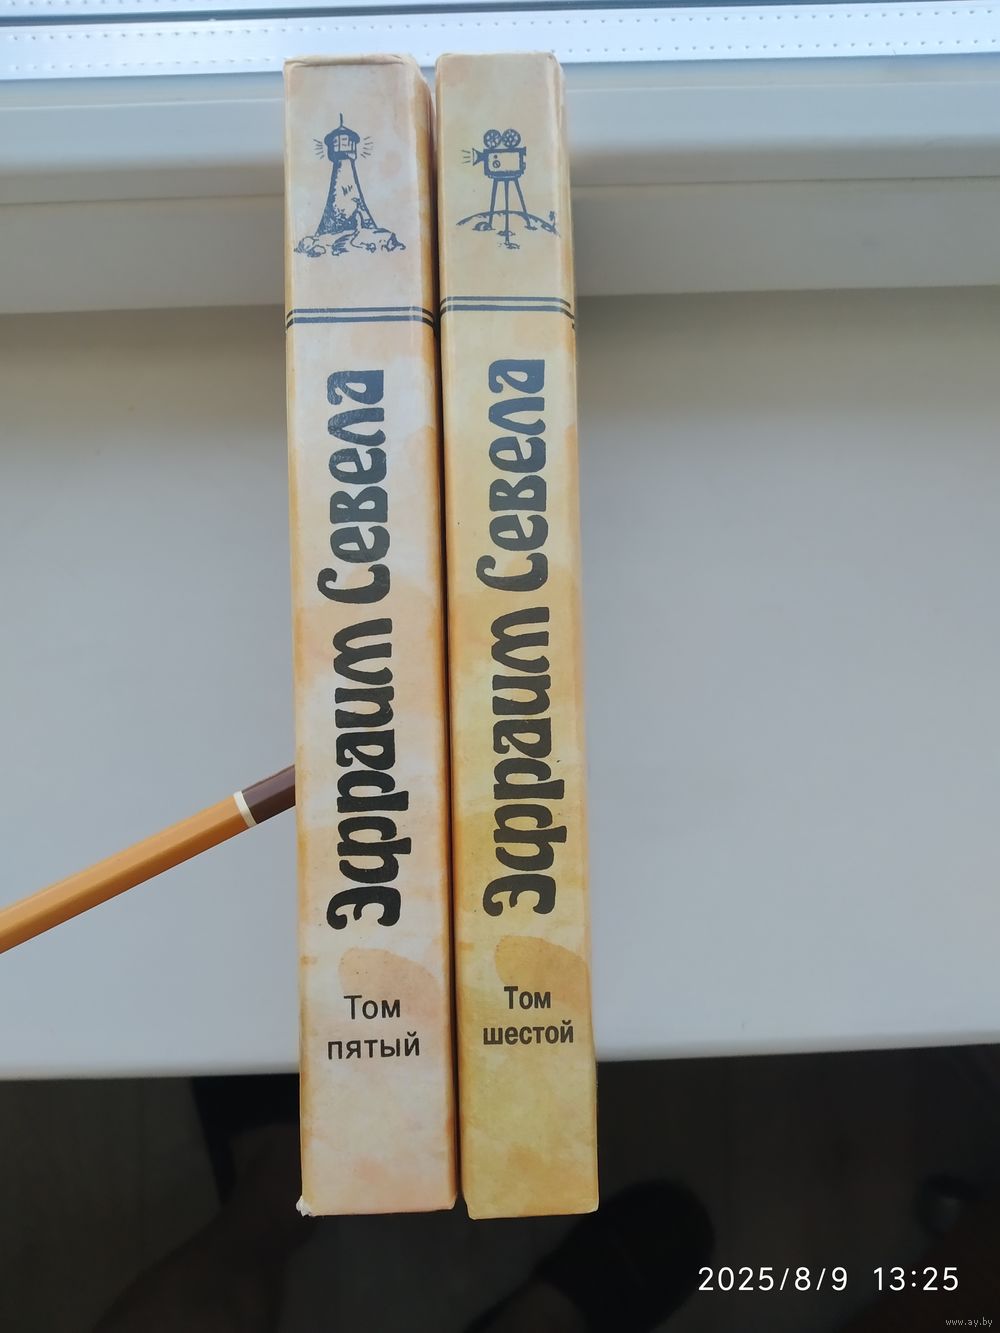 Эфраим Севела
Том
пятый
Эфраим Севела
Том
шестой
2025/8/9 13:25
www.ay.by